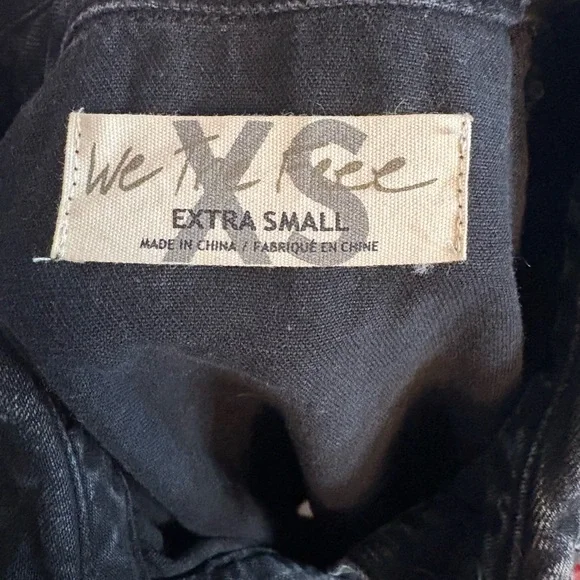 XS
We The Free
EXTRA SMALL
MADE IN CHINA / FABRIQUÉ EN CHINE